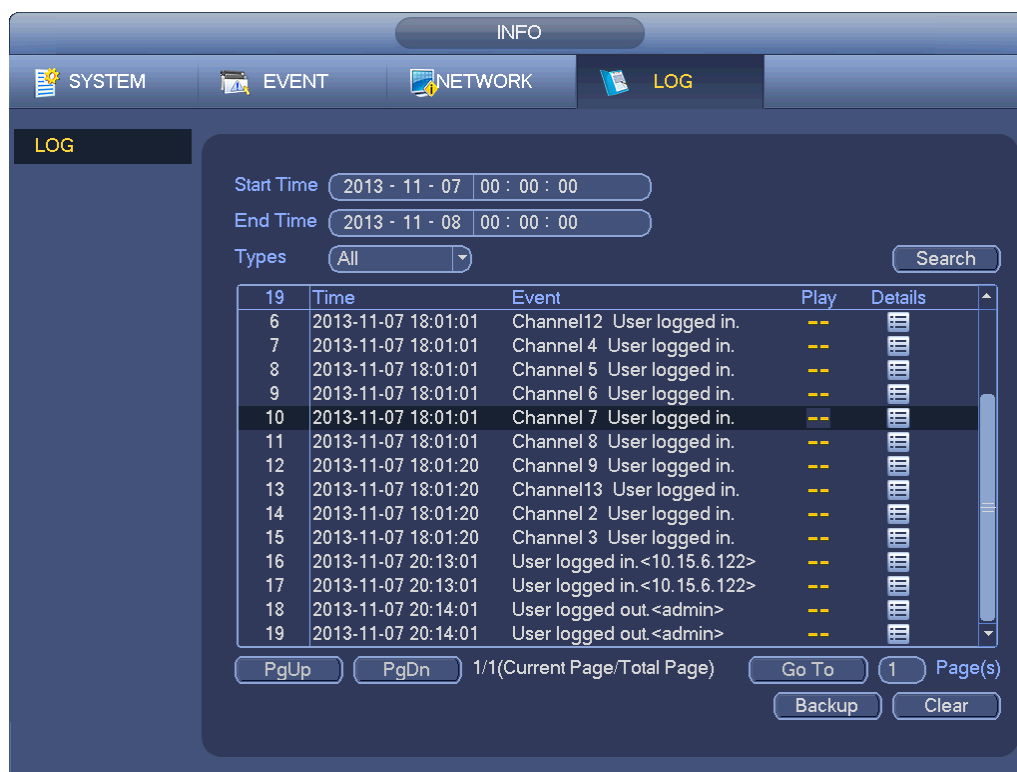 INFO
SYSTEM EVENT NETWORK LOG
LOG
Start Time 2013 - 11 - 07 00 : 00 : 00
End Time 2013 - 11 - 08 00 : 00 : 00
Types All Search
19 Time Event Play Details
6 2013-11-07 18:01:01 Channel12 User logged in. --
7 2013-11-07 18:01:01 Channel 4 User logged in. --
8 2013-11-07 18:01:01 Channel 5 User logged in. --
9 2013-11-07 18:01:01 Channel 6 User logged in. --
10 2013-11-07 18:01:01 Channel 7 User logged in. --
11 2013-11-07 18:01:01 Channel 8 User logged in. --
12 2013-11-07 18:01:20 Channel 9 User logged in. --
13 2013-11-07 18:01:20 Channel13 User logged in. --
14 2013-11-07 18:01:20 Channel 2 User logged in. --
15 2013-11-07 18:01:20 Channel 3 User logged in. --
16 2013-11-07 20:13:01 User logged in.<10.15.6.122> --
17 2013-11-07 20:13:01 User logged in.<10.15.6.122> --
18 2013-11-07 20:14:01 User logged out.<admin> --
19 2013-11-07 20:14:01 User logged out.<admin> --
PgUp PgDn 1/1(Current Page/Total Page) Go To 1 Page(s)
Backup Clear